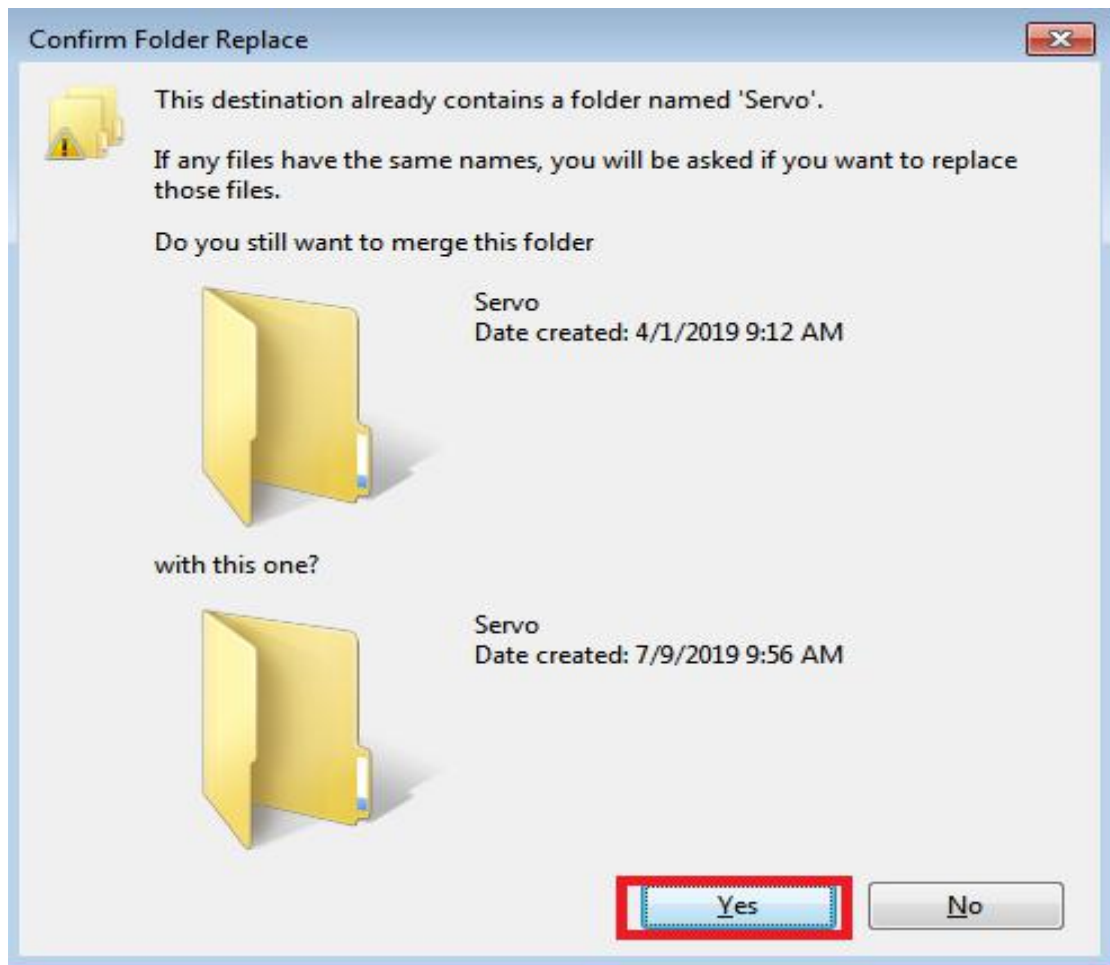 Confirm Folder Replace
This destination already contains a folder named 'Servo'.
If any files have the same names, you will be asked if you want to replace
those files.
Do you still want to merge this folder
Servo
Date created: 4/1/2019 9:12 AM
with this one?
Servo
Date created: 7/9/2019 9:56 AM
Yes
No